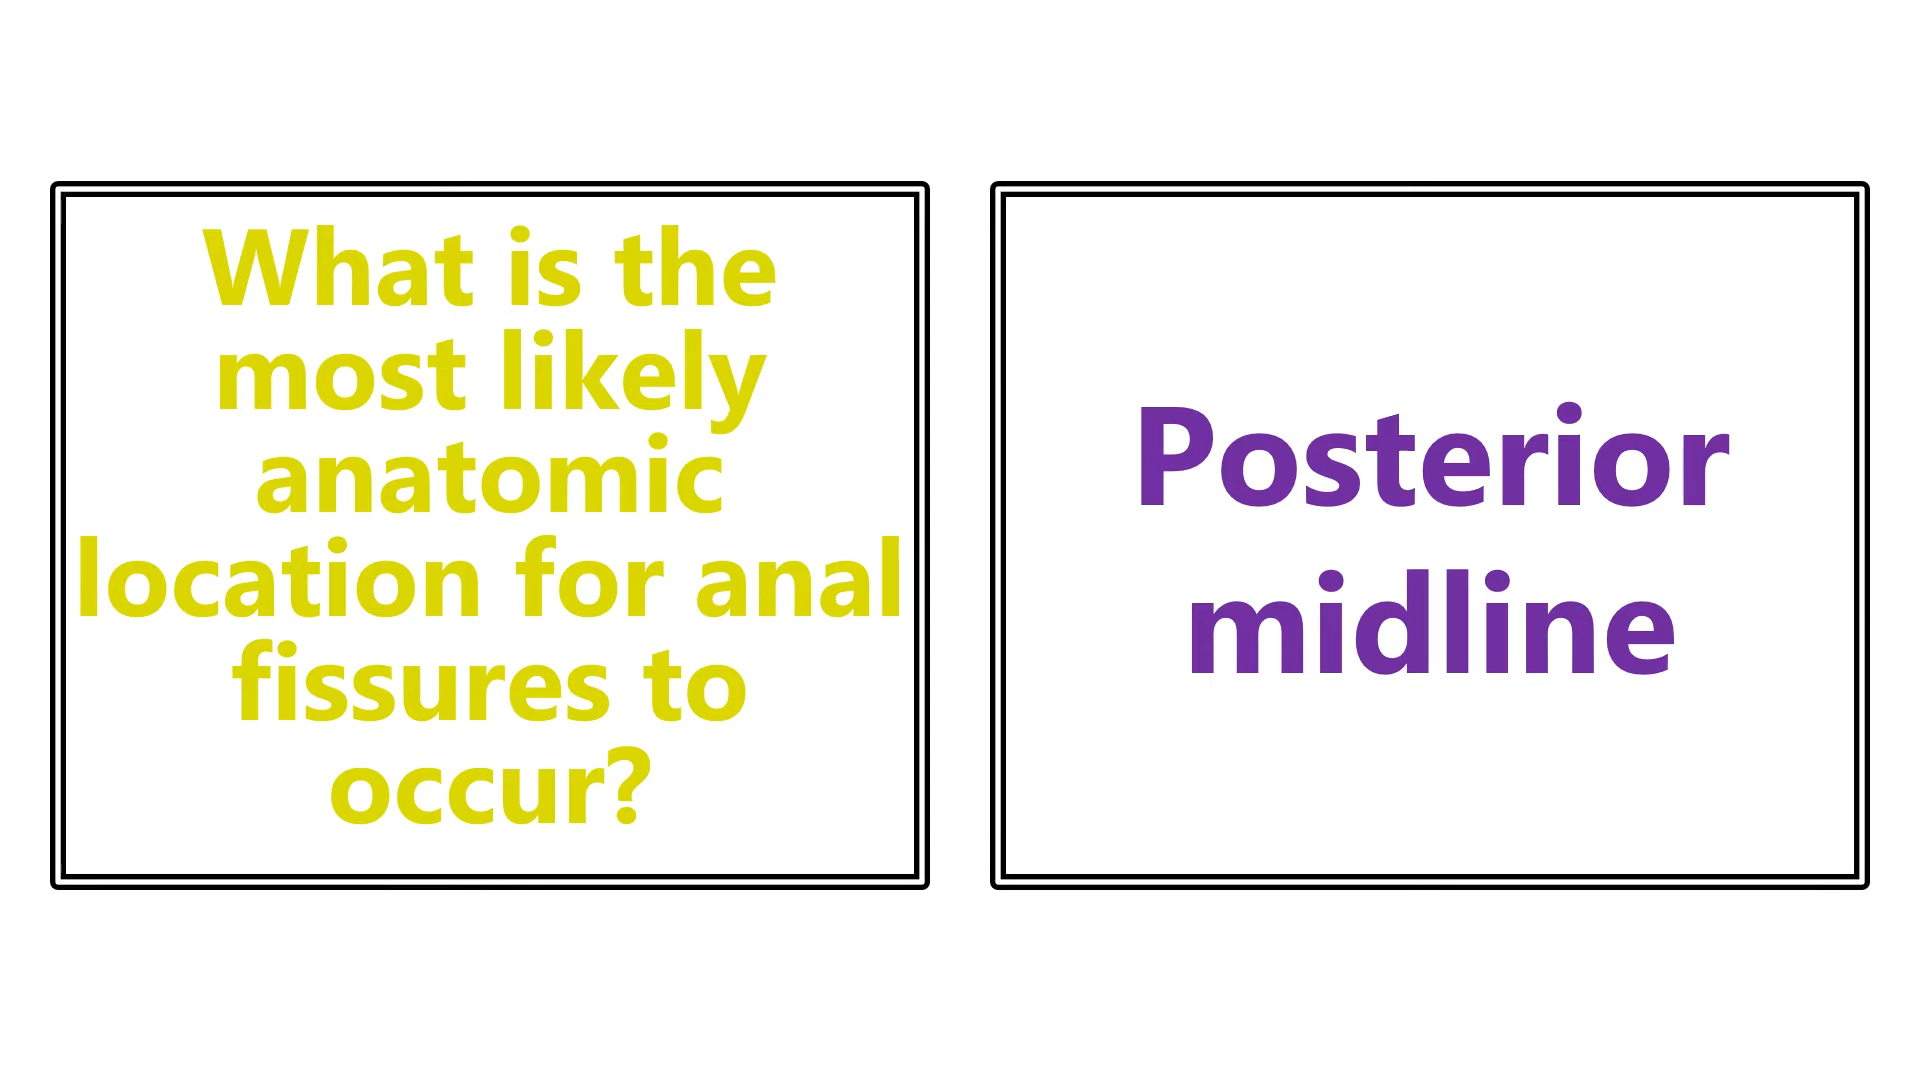 What is the
most likely
anatomic
location for anal
fissures to
occur?
Posterior
midline